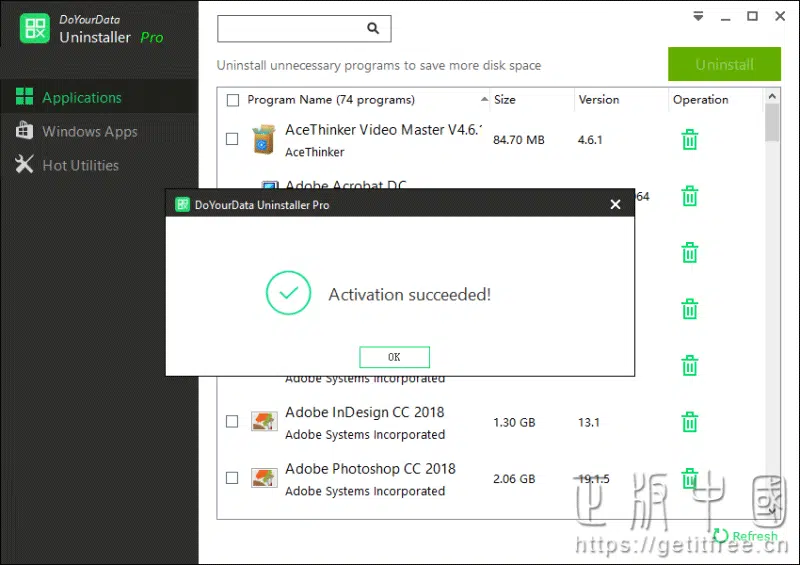 DoYourData
Uninstaller Pro
Uninstall unnecessary programs to save more disk space
Uninstall
Applications
Windows Apps
Hot Utilities
Program Name (74 programs)
Size
Version
Operation
AceThinker Video Master V4.6.1
84.70 MB
4.6.1
AceThinker
Adobe Acrobat DC
64
DoYourData Uninstaller Pro
Activation succeeded!
OK
Adobe Systems Incorporated
Adobe InDesign CC 2018
1.30 GB
13.1
Adobe Systems Incorporated
Adobe Photoshop CC 2018
2.06 GB
19.1.5
Adobe Systems Incorporated
正版中國
Refresh
https://getitfree.cn